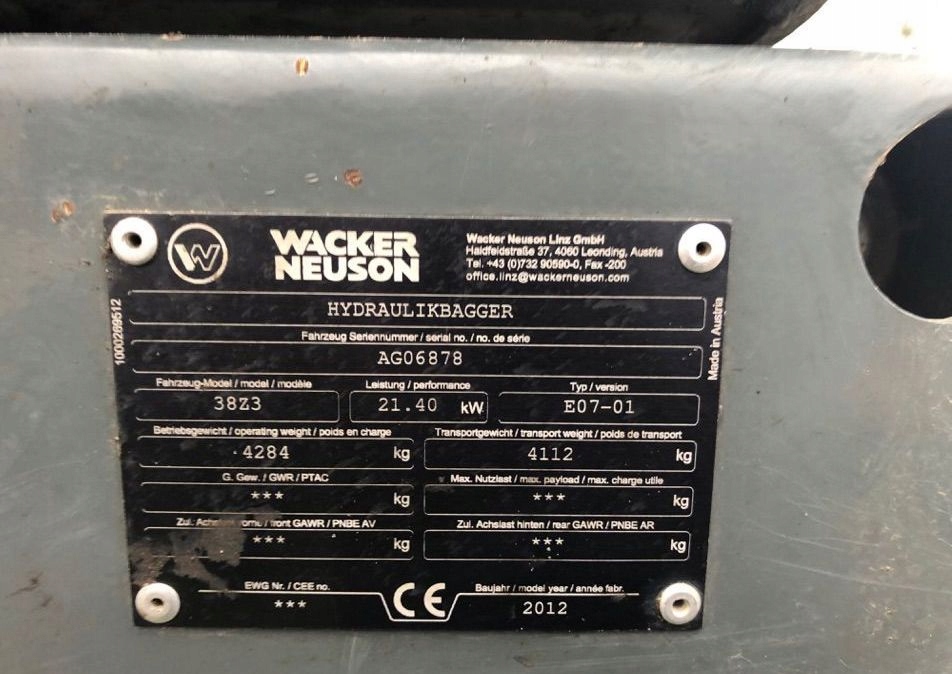 W
WACKER
NEUSON
Wacker Neuson Linz GmbH
Haidfeldstraße 37, 4060 Leonding, Austria
Tel. +43 (0)732 90590-0, Fax -200
office.linz@wackerneuson.com
HYDRAULIKBAGGER
Fahrzeug Seriennummer / serial no. / no. de série
AG06878
Fahrzeug-Model / model / modèle
38Z3
Leistung / performance
21.40 kW
Typ / version
E07-01
Betriebsgewicht / operating weight / poids en charge
4284 kg
Transportgewicht / transport weight / poids de transport
4112 kg
G. Gew. / GWR / PTAC
*** kg
Max. Nutzlast / max. payload / max. charge utile
*** kg
Zul. Achslast vorne / front GAWR / PNBE AV
*** kg
Zul. Achslast hinten / rear GAWR / PNBE AR
*** kg
EWG Nr. / CEE no.
***
CE
Baujahr / model year / année fabr.
2012
1000289512
Made in Austria